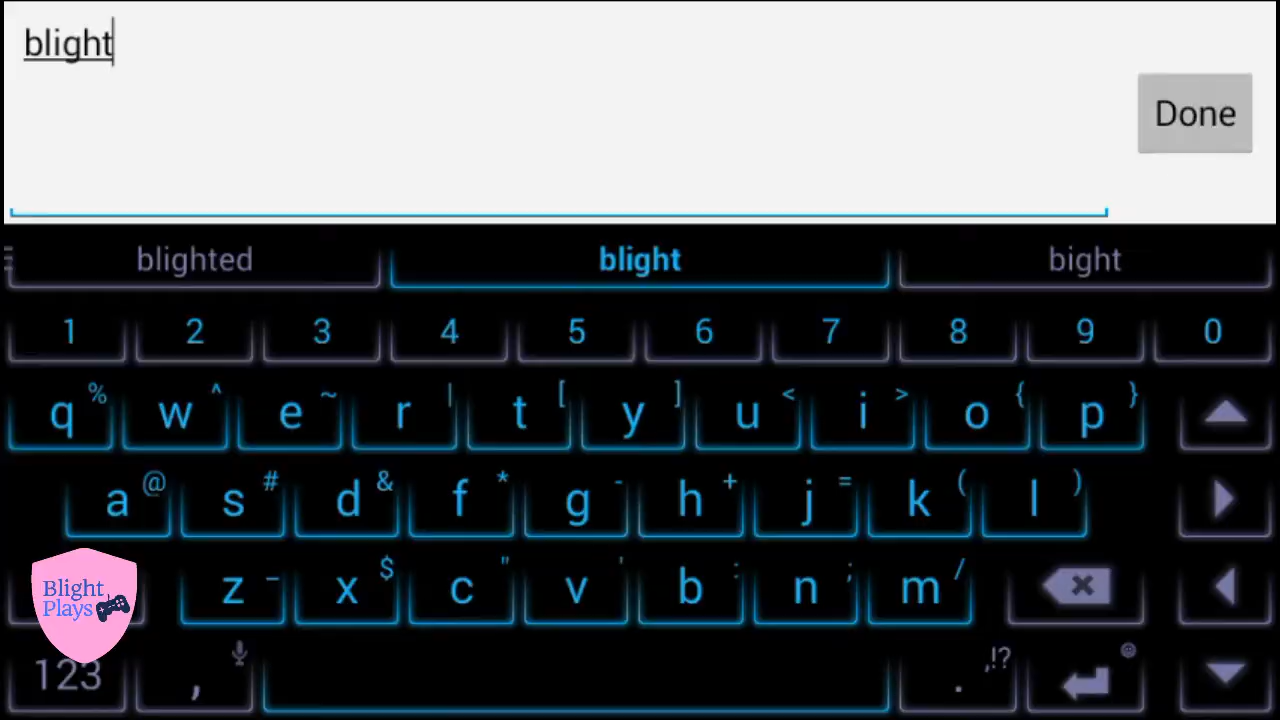 blight
Done
blighted blight bight
1 2 3 4 5 6 7 8 9 0
q % w ^ e ~ r | t [ y ] u < i > o { p }
a @ s # d & f * g - h + j = k ( l )
z _ x $ c " v ' b : n ; m /
Blight
Plays
123 , . ,!?